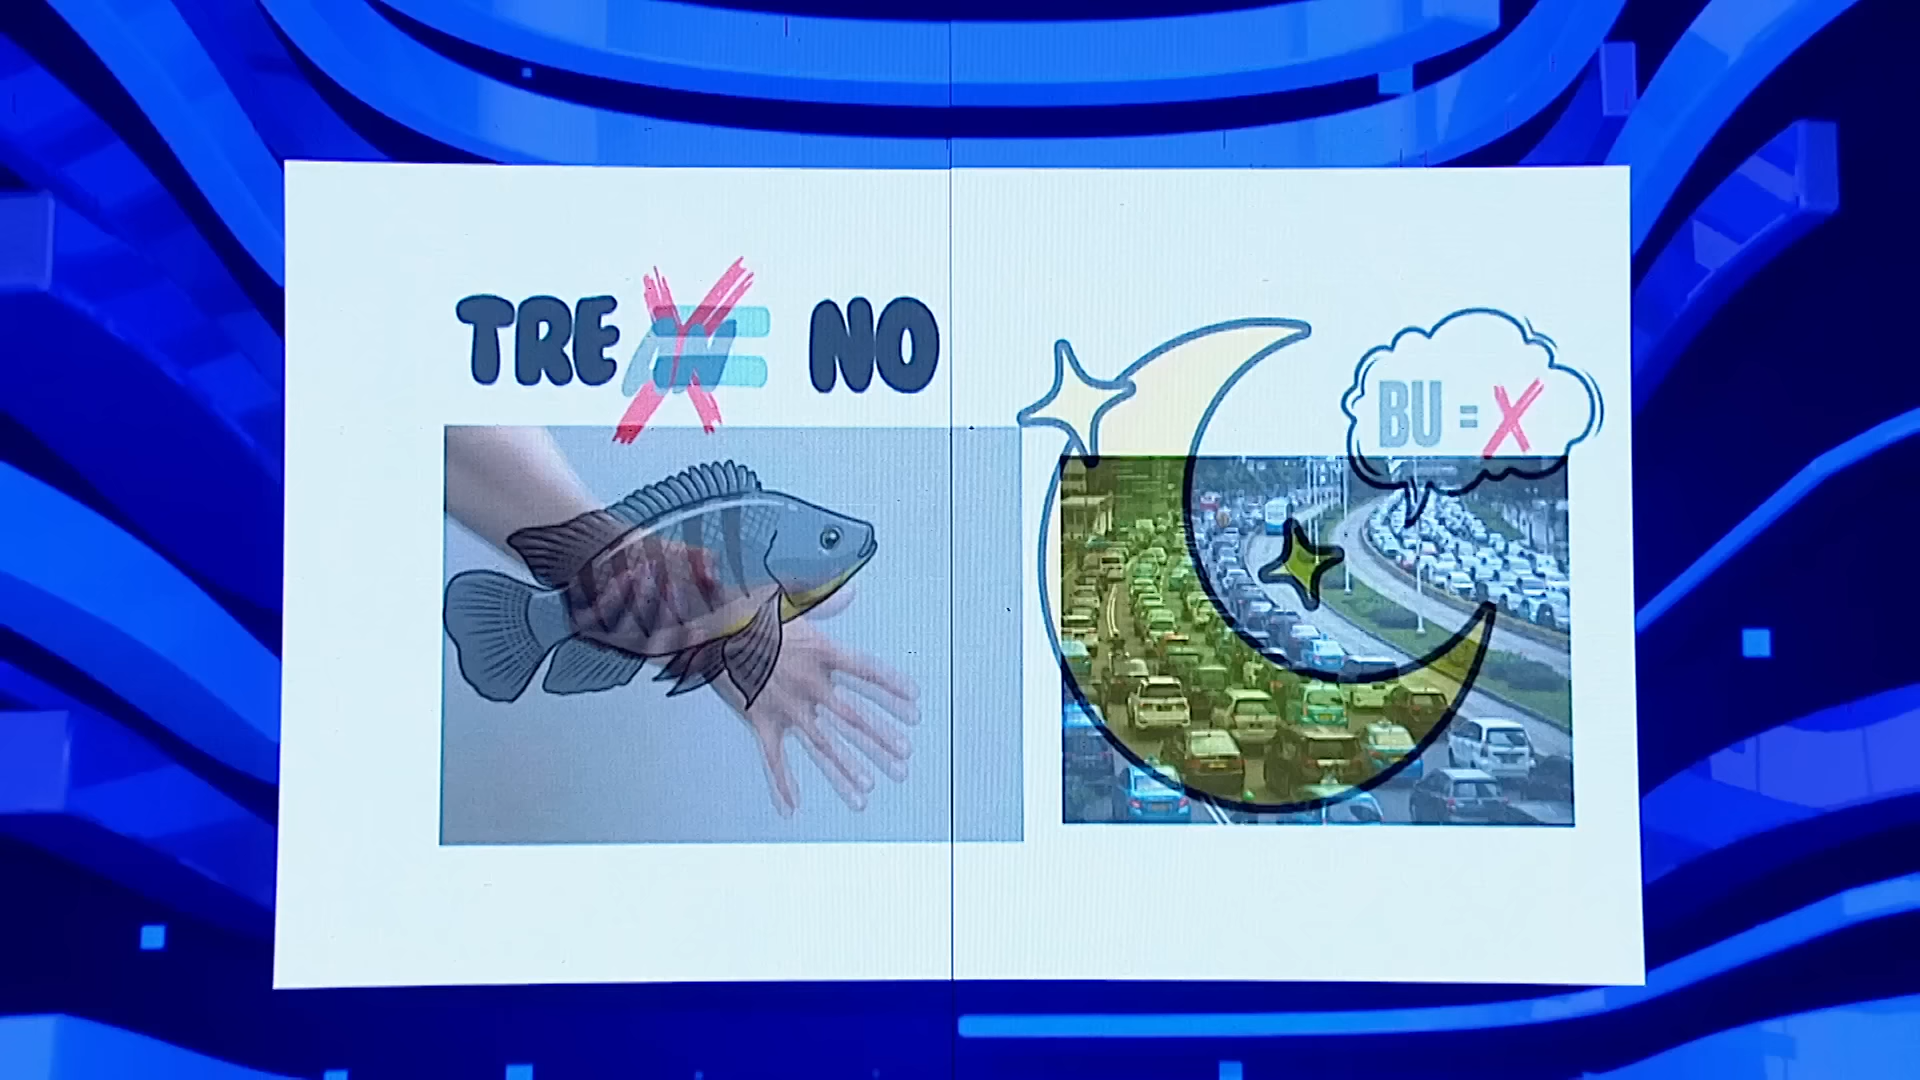 TRE = NO
BU =